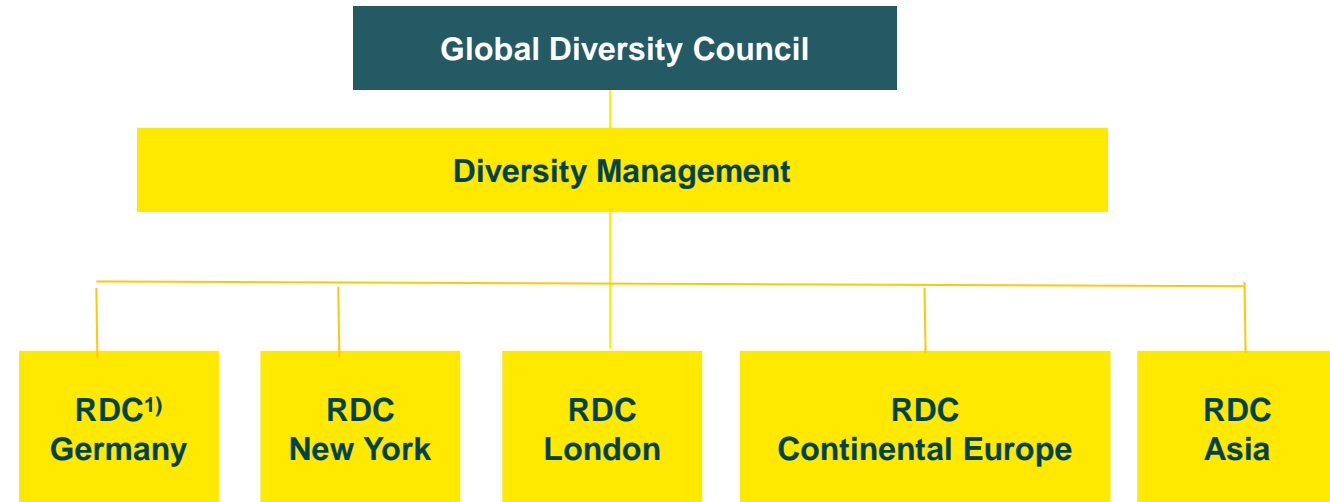 Global Diversity Council
Diversity Management
RDC¹⁾
Germany
RDC
New York
RDC
London
RDC
Continental Europe
RDC
Asia